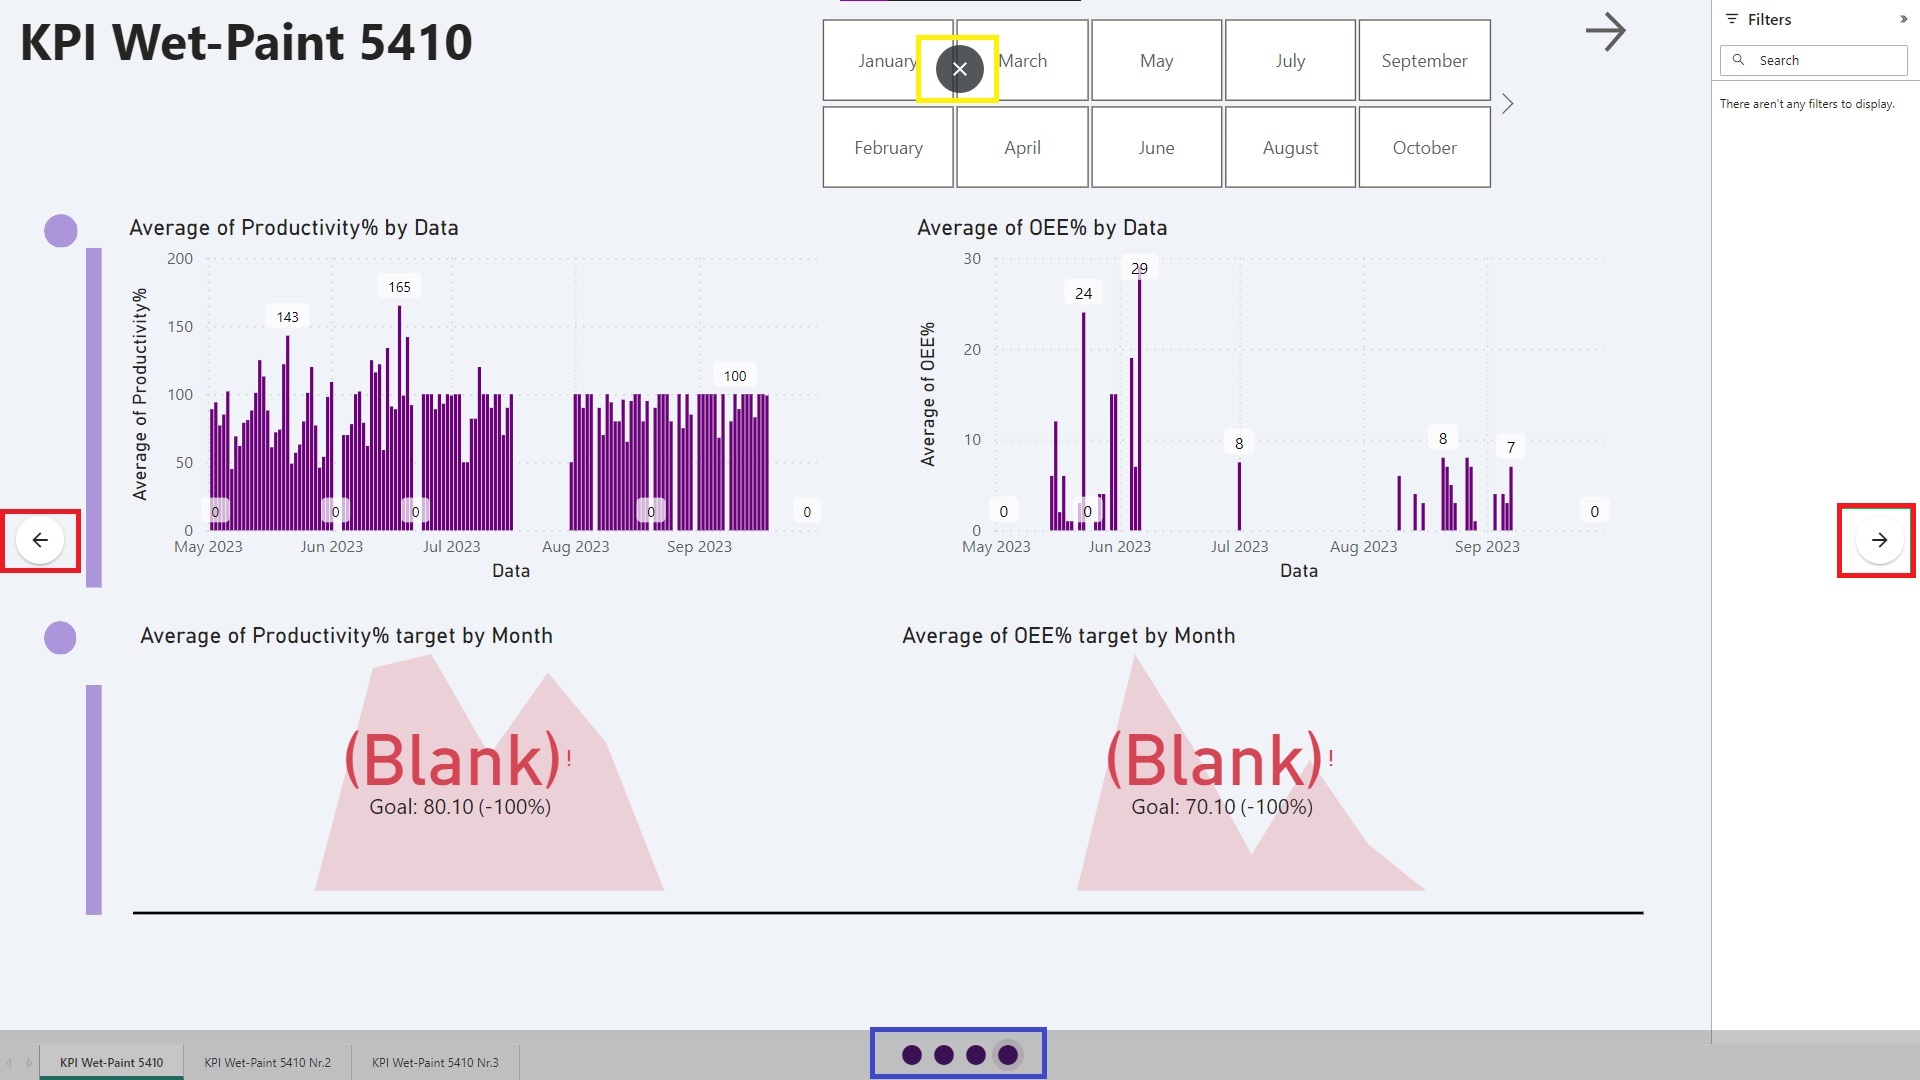 KPI Wet-Paint 5410
January
March
May
July
September
February
April
June
August
October
Filters
Search
There aren't any filters to display.
Average of Productivity% by Data
Average of Productivity%
200
150
100
50
0
143
165
100
0
0
0
0
0
May 2023
Jun 2023
Jul 2023
Aug 2023
Sep 2023
Data
Average of OEE% by Data
Average of OEE%
30
20
10
0
24
29
8
8
7
0
0
0
May 2023
Jun 2023
Jul 2023
Aug 2023
Sep 2023
Data
Average of Productivity% target by Month
(Blank)!
Goal: 80.10 (-100%)
Average of OEE% target by Month
(Blank)!
Goal: 70.10 (-100%)
KPI Wet-Paint 5410
KPI Wet-Paint 5410 Nr.2
KPI Wet-Paint 5410 Nr.3